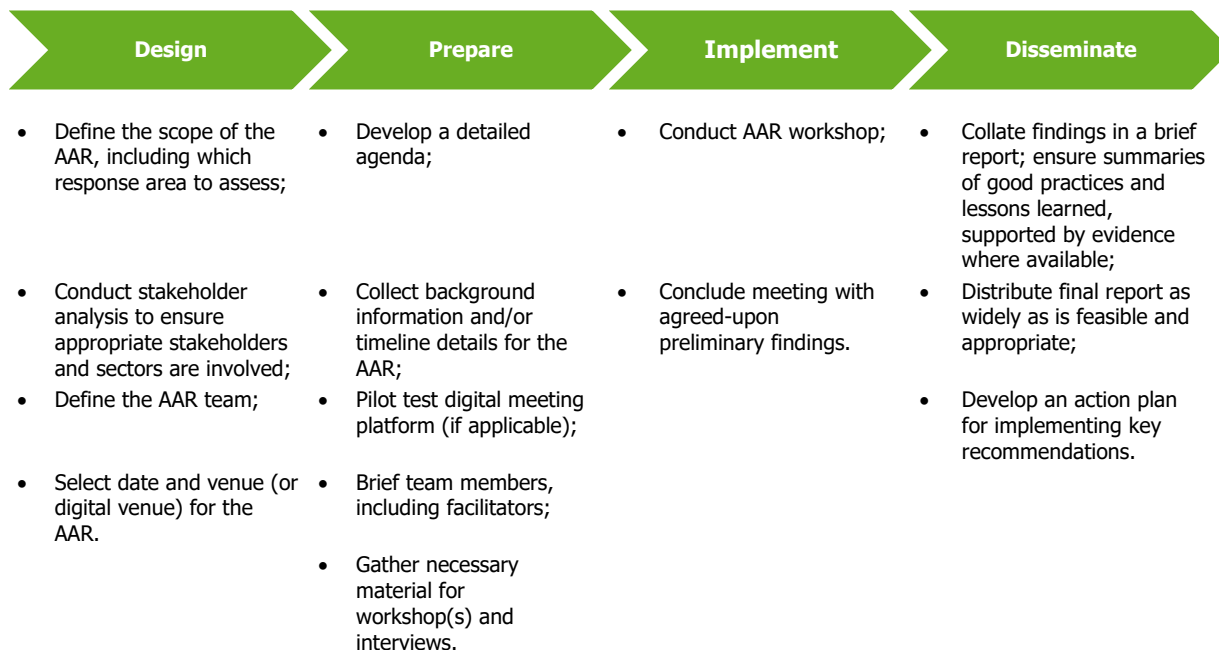 Design
Prepare
Implement
Disseminate
• Define the scope of the
AAR, including which
response area to assess;
• Develop a detailed
agenda;
• Conduct AAR workshop;
• Collate findings in a brief
report; ensure summaries
of good practices and
lessons learned,
supported by evidence
where available;
• Conduct stakeholder
analysis to ensure
appropriate stakeholders
and sectors are involved;
• Collect background
information and/or
timeline details for the
AAR;
• Conclude meeting with
agreed-upon
preliminary findings.
• Distribute final report as
widely as is feasible and
appropriate;
• Define the AAR team;
• Pilot test digital meeting
platform (if applicable);
• Develop an action plan
for implementing key
recommendations.
• Select date and venue (or
digital venue) for the
AAR.
• Brief team members,
including facilitators;
• Gather necessary
material for
workshop(s) and
interviews.